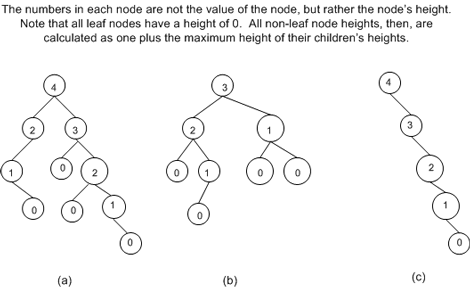 The numbers in each node are not the value of the node, but rather the node's height.
Note that all leaf nodes have a height of 0.  All non-leaf node heights, then, are
calculated as one plus the maximum height of their children's heights.
4 3 4
2 3 2 1 3
1 0 2 0 1 0 0 2
0 0 1 0 1
0 0
(a) (b) (c)